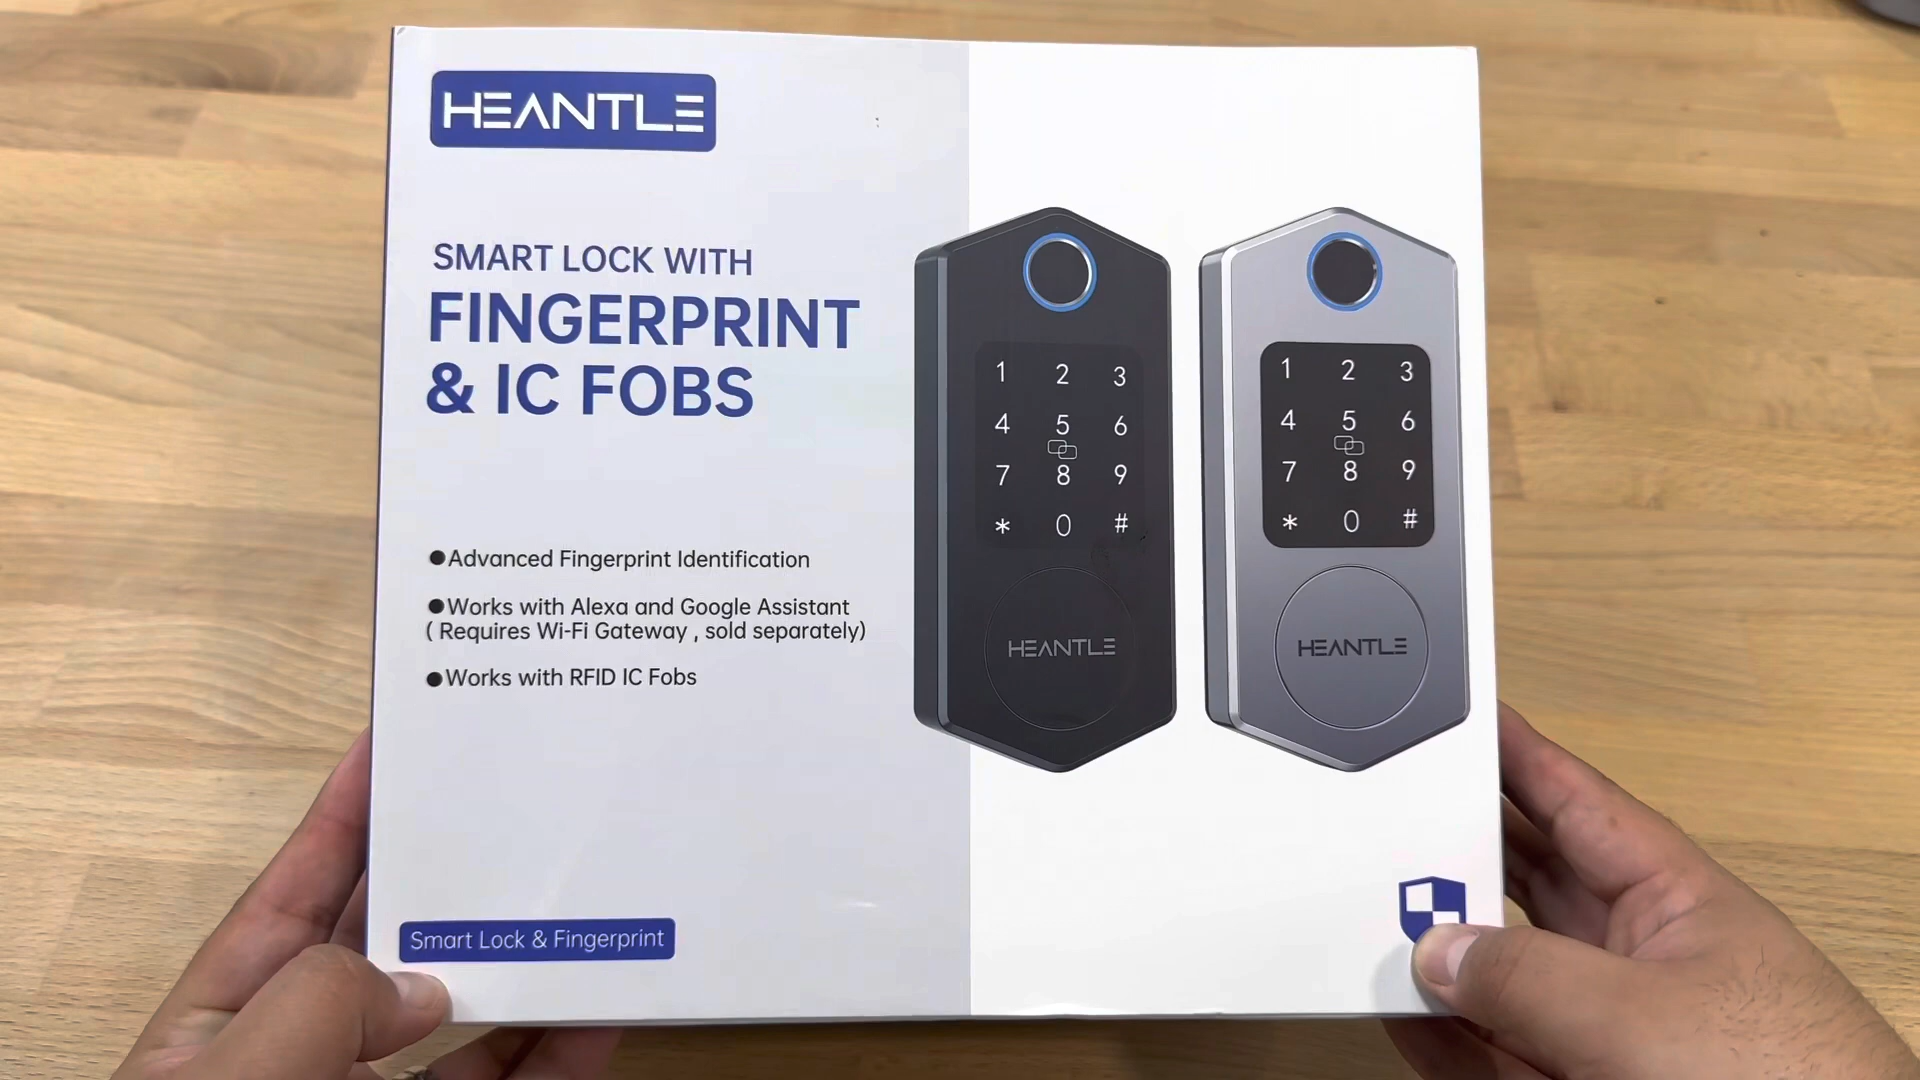 HEANTLE
SMART LOCK WITH
FINGERPRINT
& IC FOBS
●Advanced Fingerprint Identification
●Works with Alexa and Google Assistant
( Requires Wi-Fi Gateway , sold separately)
●Works with RFID IC Fobs
Smart Lock & Fingerprint
1 2 3
4 5 6
7 8 9
* 0 #
HEANTLE
1 2 3
4 5 6
7 8 9
* 0 #
HEANTLE